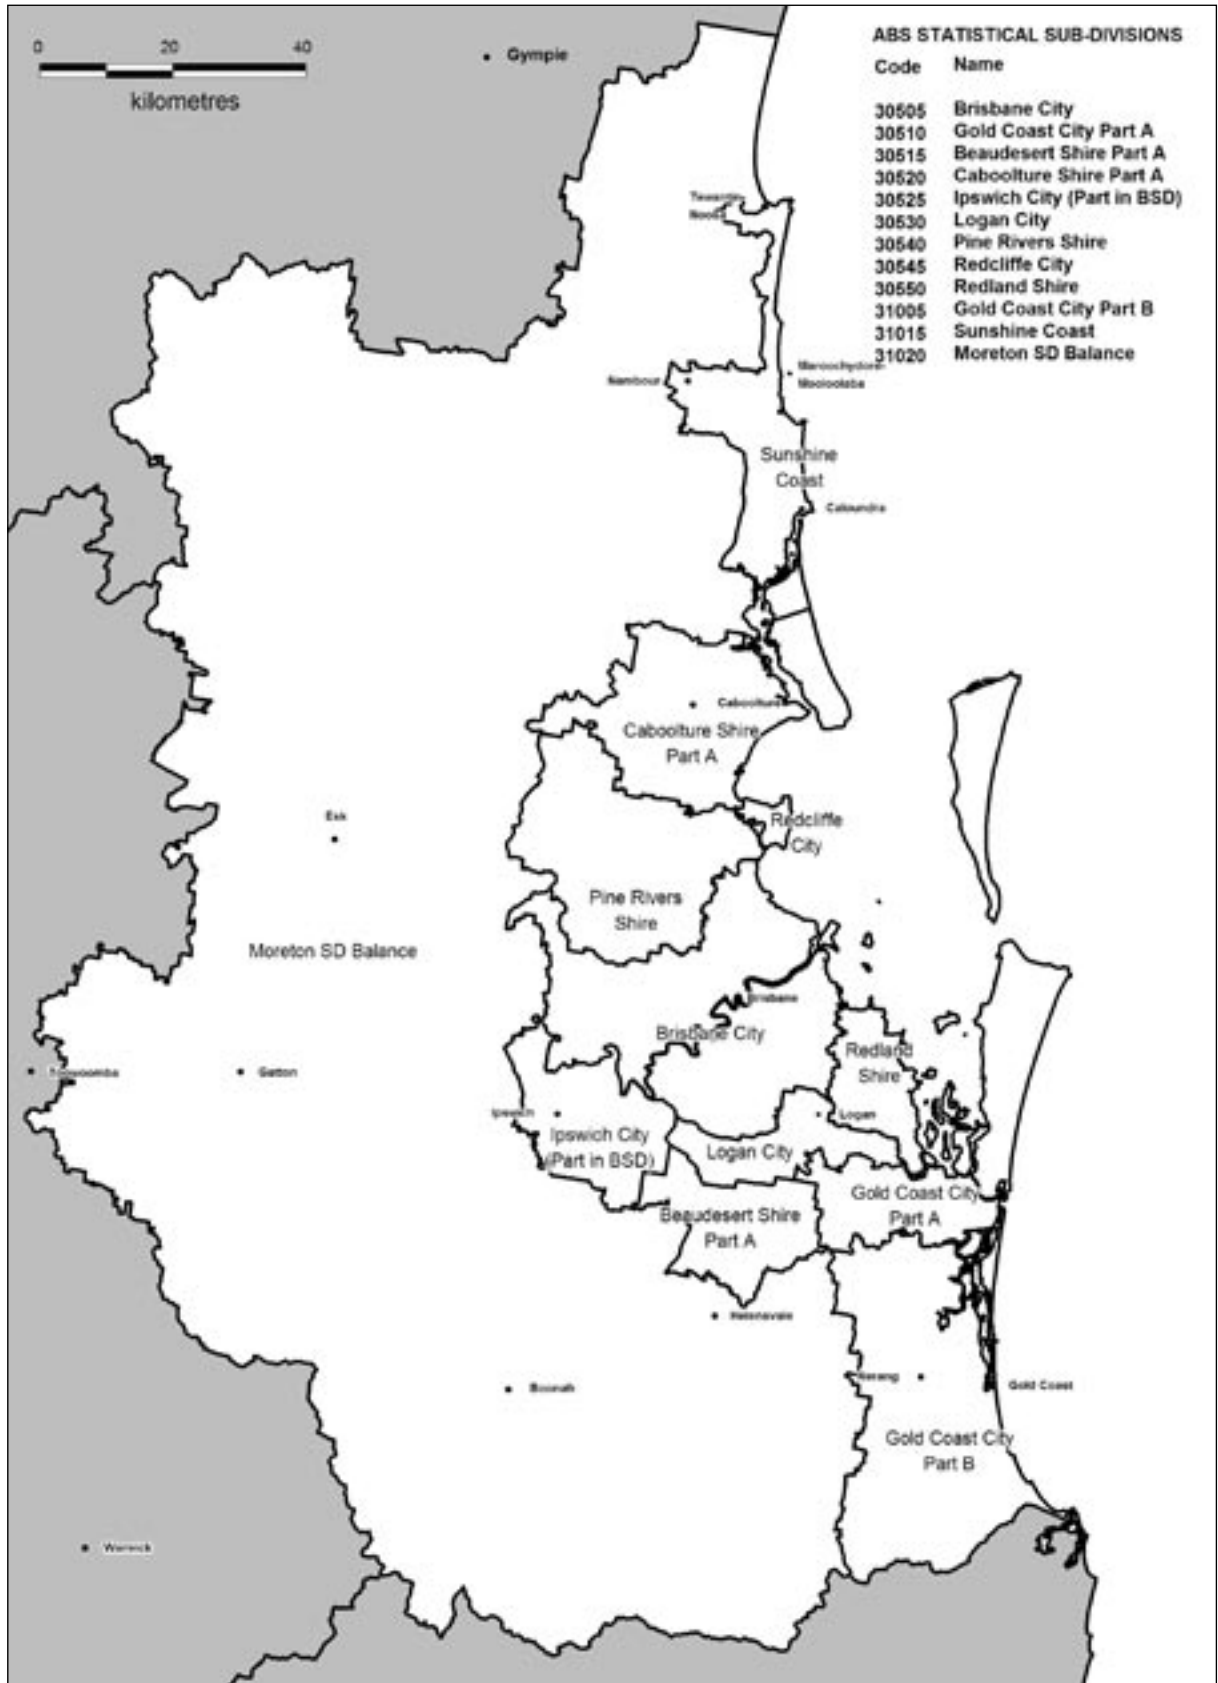 0 20 40
kilometres
Gympie
ABS STATISTICAL SUB-DIVISIONS
Code Name
30505 Brisbane City
30510 Gold Coast City Part A
30515 Beaudesert Shire Part A
30520 Caboolture Shire Part A
30525 Ipswich City (Part in BSD)
30530 Logan City
30540 Pine Rivers Shire
30545 Redcliffe City
30550 Redland Shire
31005 Gold Coast City Part B
31015 Sunshine Coast
31020 Moreton SD Balance
Tewantin
Noosa
Maroochydore
Nambour
Mooloolaba
Sunshine
Coast
Caloundra
Caboolture
Caboolture Shire
Part A
Esk
Redcliffe
City
Pine Rivers
Shire
Moreton SD Balance
Brisbane
Brisbane City
Redland
Shire
Toowoomba
Gatton
Ipswich
Logan
Ipswich City
(Part in BSD)
Logan City
Gold Coast City
Part A
Beaudesert Shire
Part A
Helensvale
Nerang
Gold Coast
Boonah
Gold Coast City
Part B
Warwick